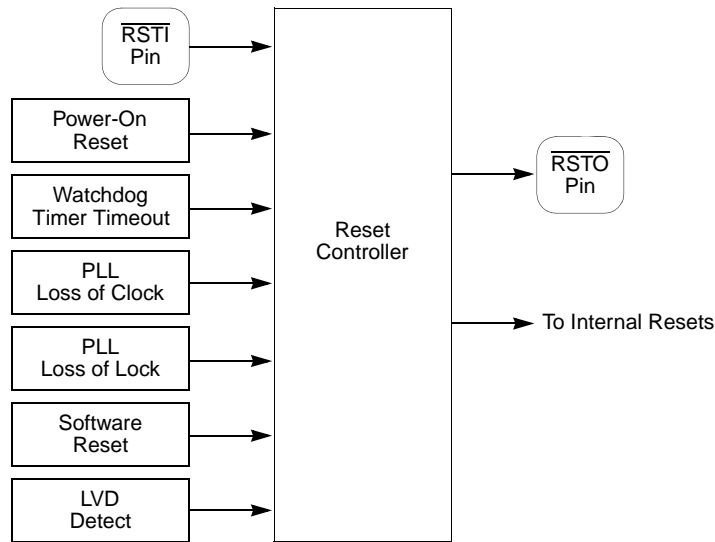 RSTI
Pin
Power-On
Reset
Watchdog
Timer Timeout
PLL
Loss of Clock
PLL
Loss of Lock
Software
Reset
LVD
Detect
Reset
Controller
RSTO
Pin
To Internal Resets